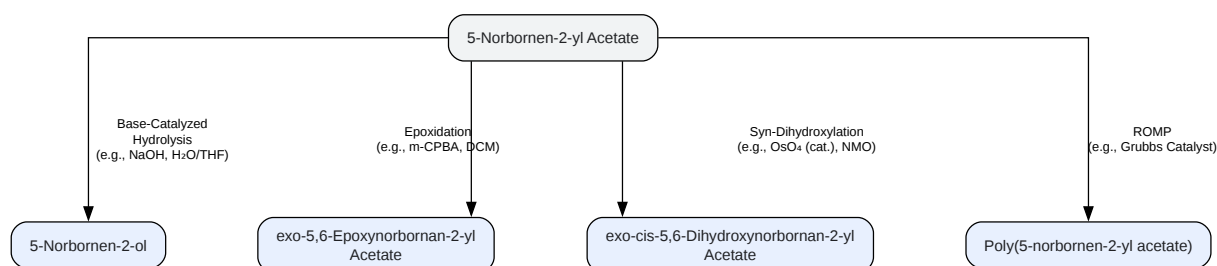 5-Norbornen-2-yl Acetate
Base-Catalyzed
Hydrolysis
(e.g., NaOH, H₂O/THF)
Epoxidation
(e.g., m-CPBA, DCM)
Syn-Dihydroxylation
(e.g., OsO₄ (cat.), NMO)
ROMP
(e.g., Grubbs Catalyst)
5-Norbornen-2-ol
exo-5,6-Epoxynorbornan-2-yl
Acetate
exo-cis-5,6-Dihydroxynorbornan-2-yl
Acetate
Poly(5-norbornen-2-yl acetate)